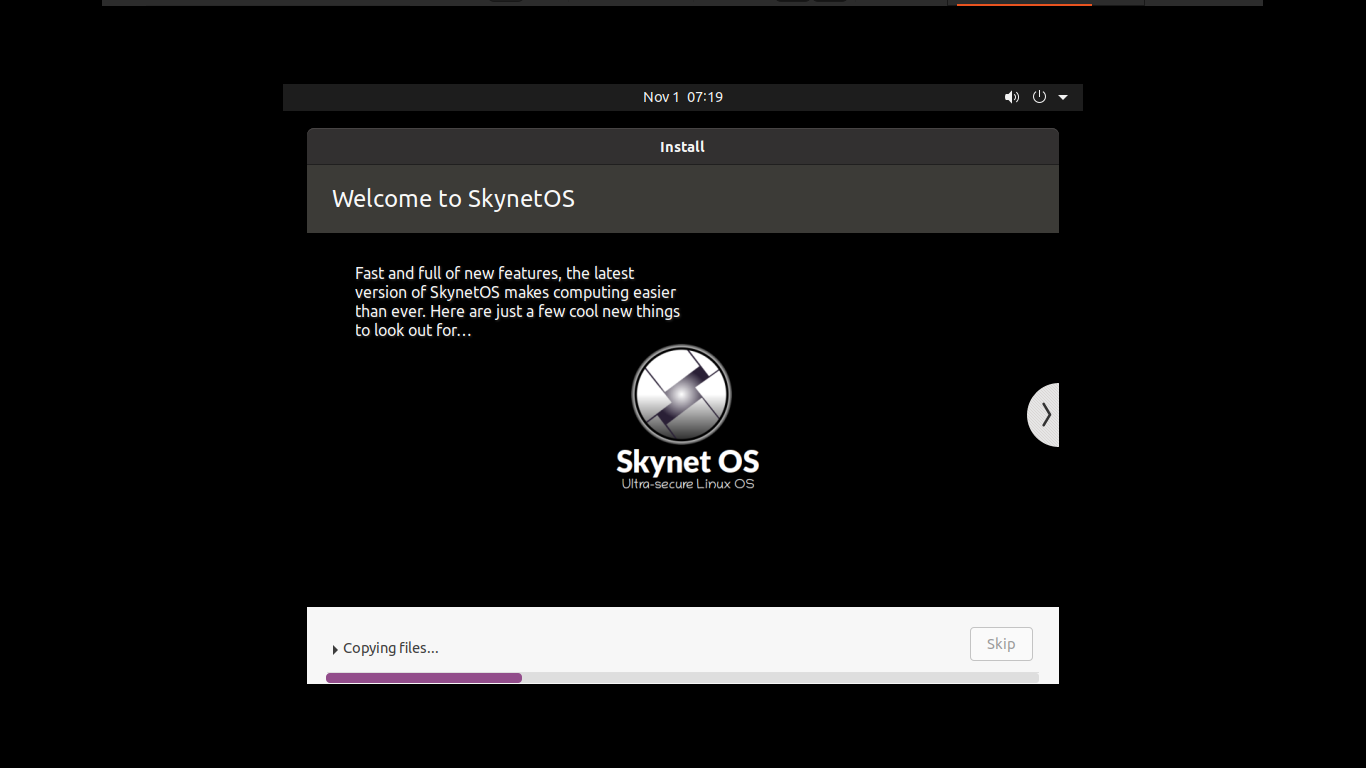 Nov 1 07:19
Install
Welcome to SkynetOS
Fast and full of new features, the latest
version of SkynetOS makes computing easier
than ever. Here are just a few cool new things
to look out for…
Skynet OS
Ultra-secure Linux OS
Copying files...
Skip